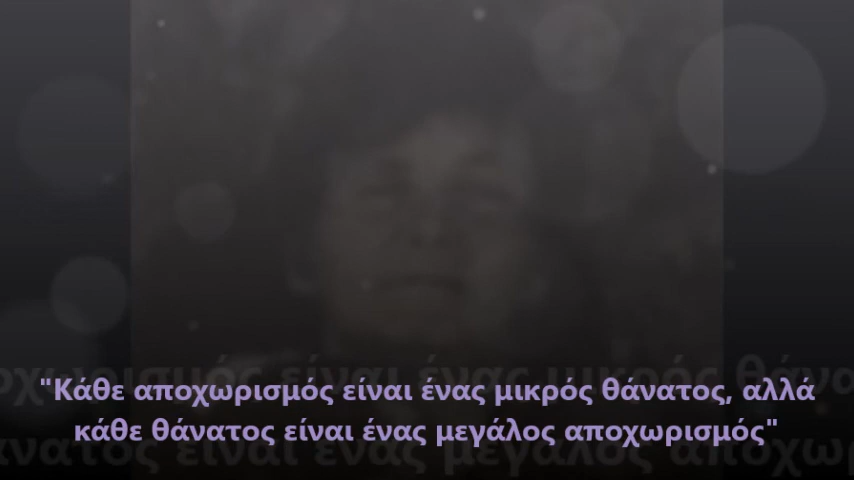 "Κάθε αποχωρισμός είναι ένας μικρός θάνατος, αλλά
κάθε θάνατος είναι ένας μεγάλος αποχωρισμός"